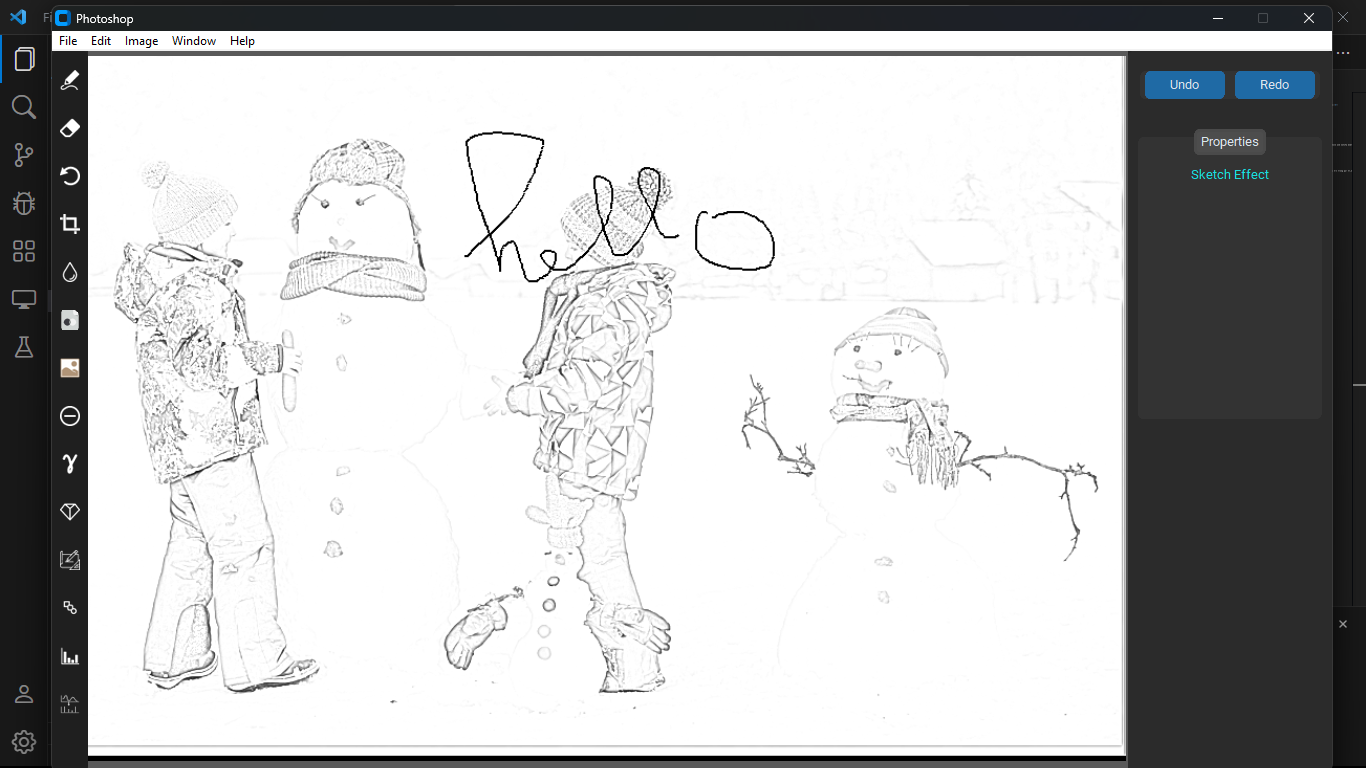 Photoshop
File Edit Image Window Help
Undo Redo
Properties
Sketch Effect
hello